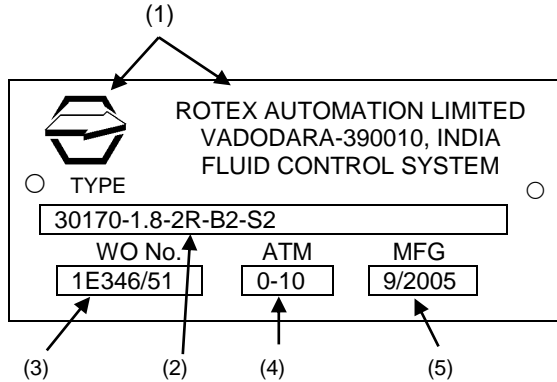 (1)
ROTEX AUTOMATION LIMITED
VADODARA-390010, INDIA
FLUID CONTROL SYSTEM
TYPE
30170-1.8-2R-B2-S2
WO No. ATM MFG
1E346/51 0-10 9/2005
(3) (2) (4) (5)